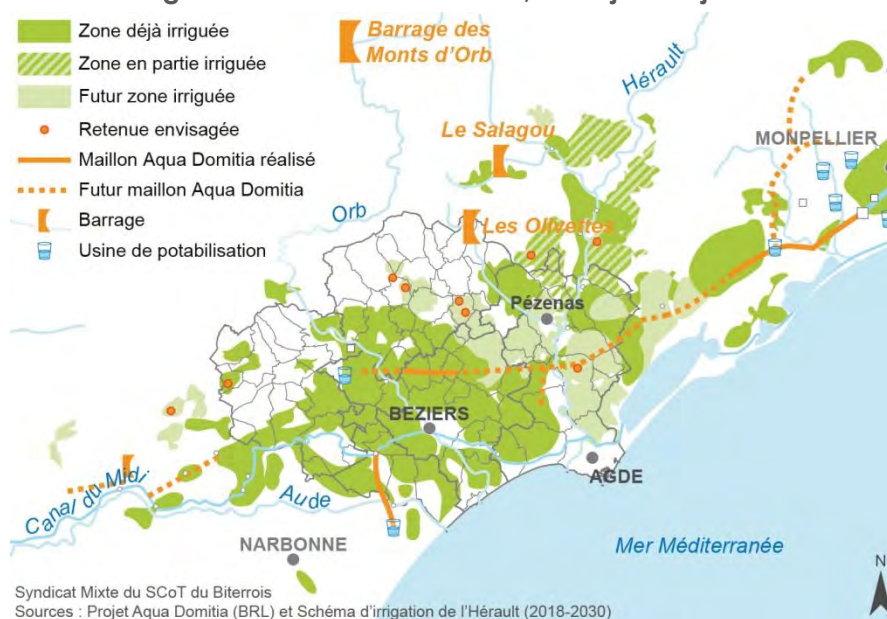 Zone déjà irriguée
Zone en partie irriguée
Futur zone irriguée
Retenue envisagée
Maillon Aqua Domitia réalisé
Futur maillon Aqua Domitia
Barrage
Usine de potabilisation
Barrage des
Monts d'Orb
Hérault
Le Salagou
MONPELLIER
Orb
Les Olivettes
Pézenas
BEZIERS
AGDE
Canal du Midi
Aude
NARBONNE
Mer Méditerranée
N
Syndicat Mixte du SCoT du Biterrois
Sources : Projet Aqua Domitia (BRL) et Schéma d'irrigation de l'Hérault (2018-2030)